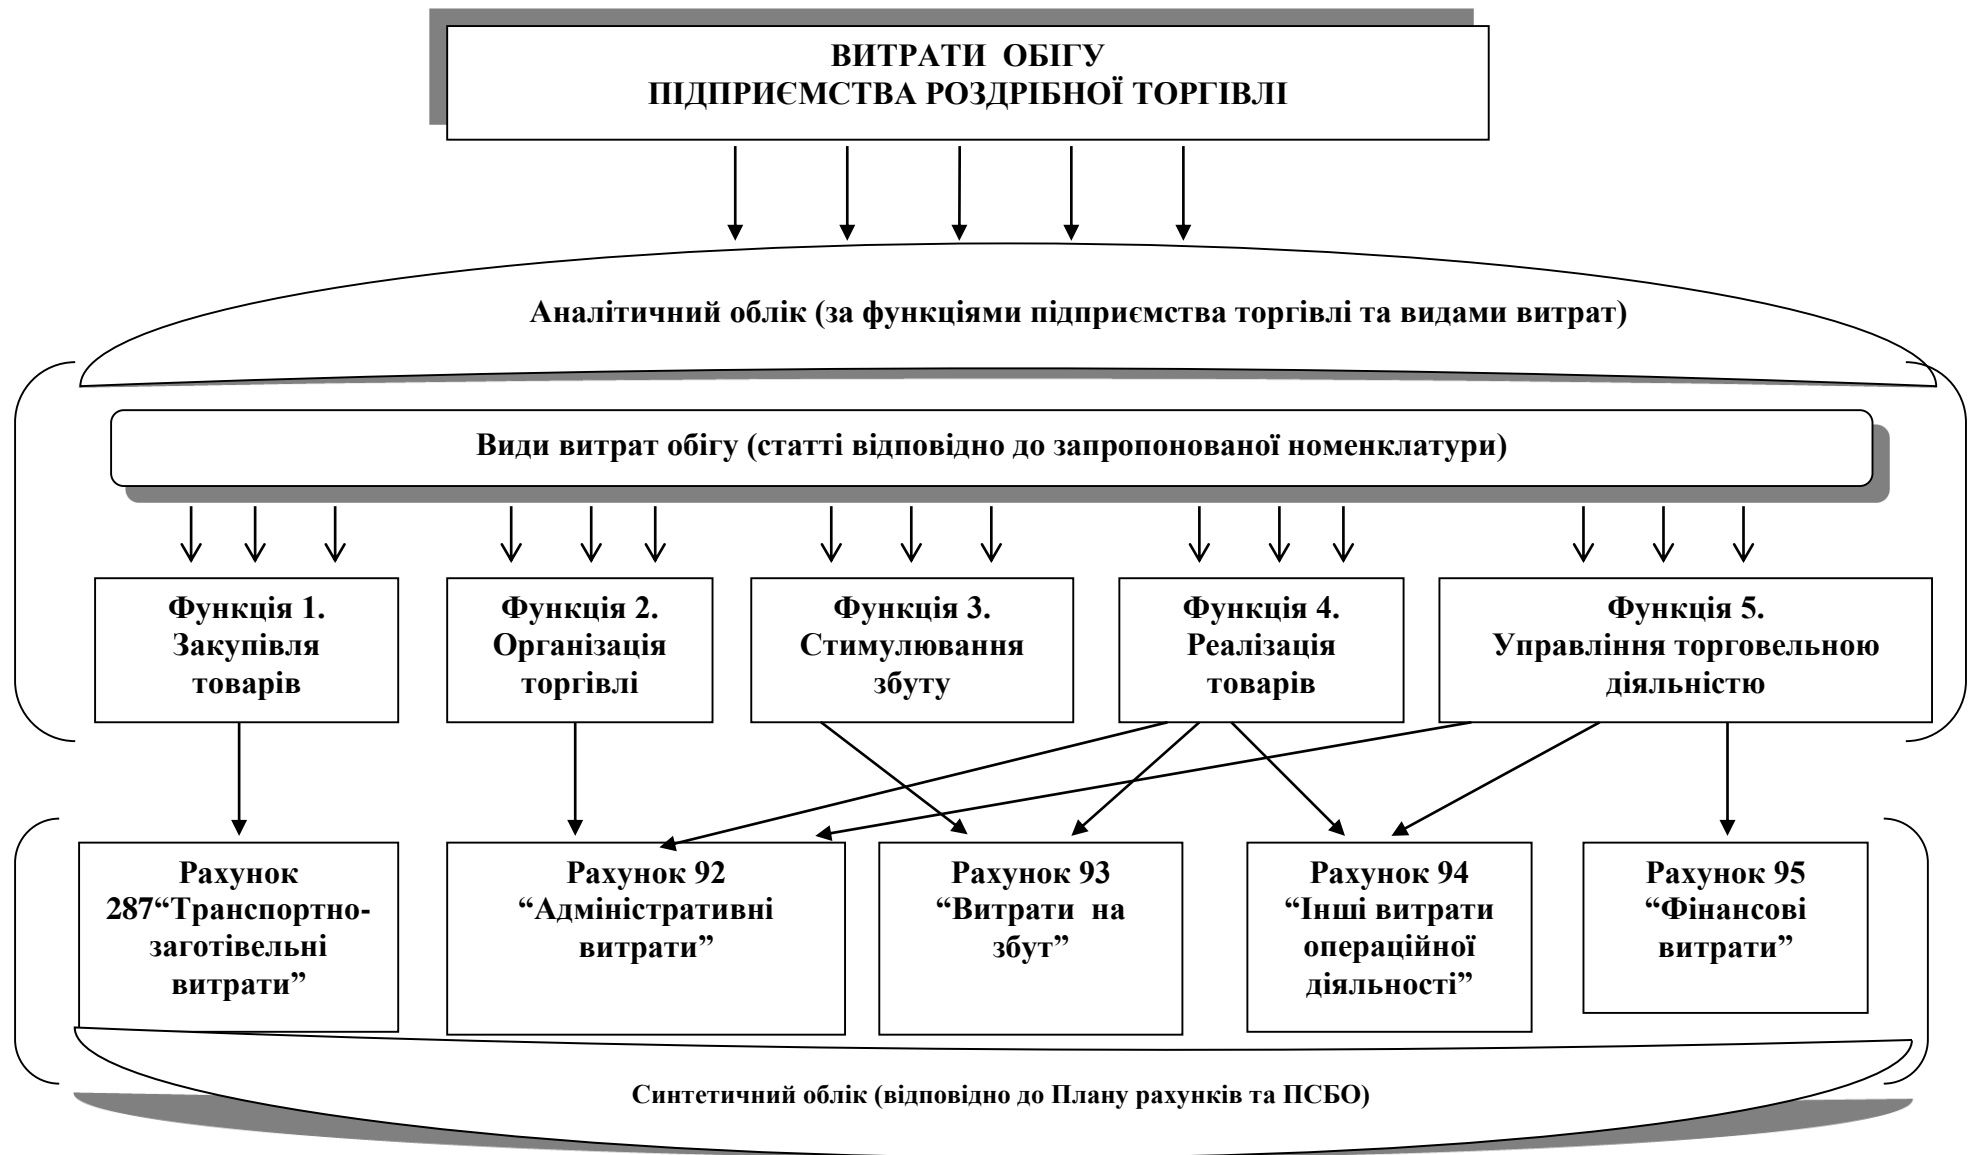 ВИТРАТИ ОБІГУ
ПІДПРИЄМСТВА РОЗДРІБНОЇ ТОРГІВЛІ
Аналітичний облік (за функціями підприємства торгівлі та видами витрат)
Види витрат обігу (статті відповідно до запропонованої номенклатури)
Функція 1.
Закупівля
товарів
Функція 2.
Організація
торгівлі
Функція 3.
Стимулювання
збуту
Функція 4.
Реалізація
товарів
Функція 5.
Управління торговельною
діяльністю
Рахунок
287“Транспортно-
заготівельні
витрати”
Рахунок 92
“Адміністративні
витрати”
Рахунок 93
“Витрати на
збут”
Рахунок 94
“Інші витрати
операційної
діяльності”
Рахунок 95
“Фінансові
витрати”
Синтетичний облік (відповідно до Плану рахунків та ПСБО)